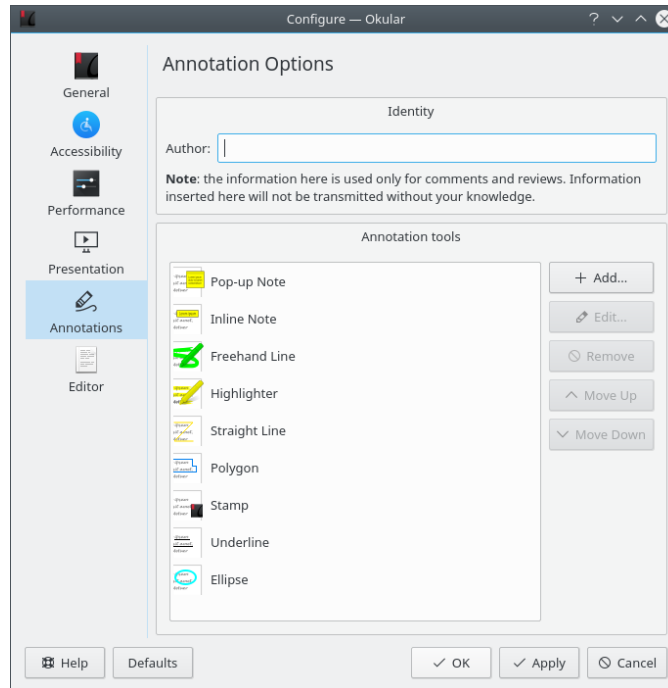 Configure — Okular
General
Accessibility
Performance
Presentation
Annotations
Editor
Annotation Options
Identity
Author:
Note: the information here is used only for comments and reviews. Information
inserted here will not be transmitted without your knowledge.
Annotation tools
Pop-up Note
Inline Note
Freehand Line
Highlighter
Straight Line
Polygon
Stamp
Underline
Ellipse
Add...
Edit...
Remove
Move Up
Move Down
Help
Defaults
OK
Apply
Cancel